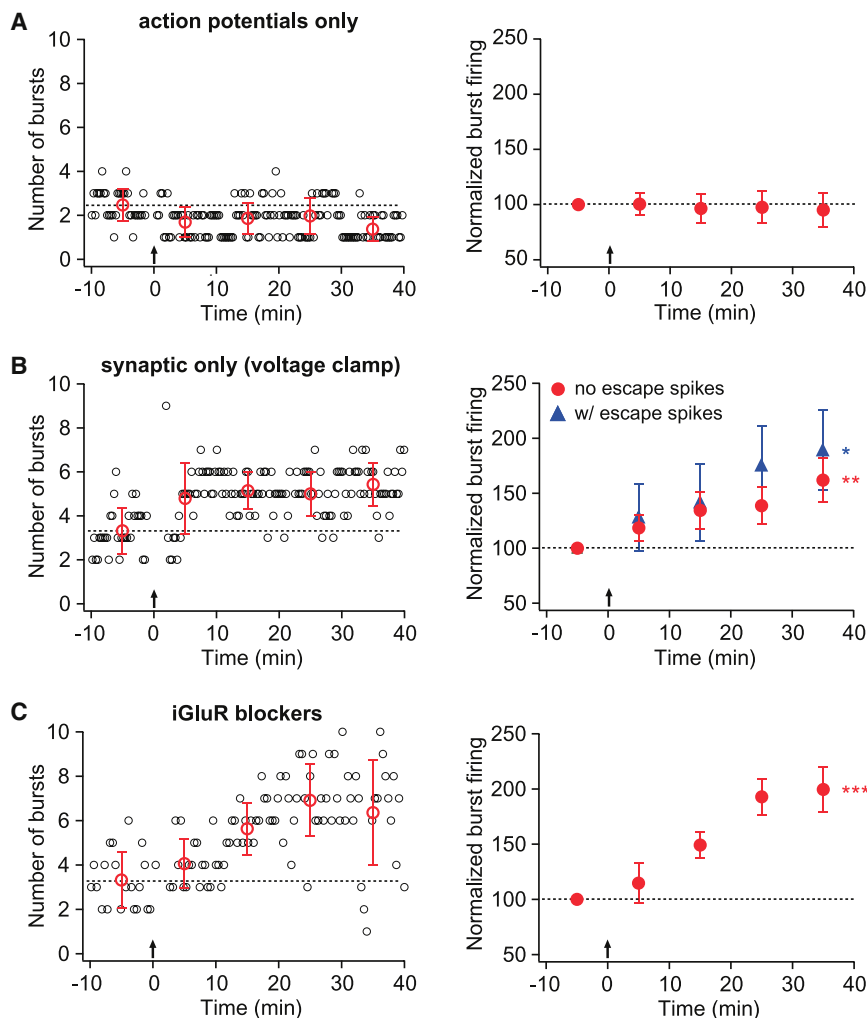 A
action potentials only
Number of bursts
10
8
6
4
2
0
-10 0 10 20 30 40
Time (min)
Normalized burst firing
250
200
150
100
50
-10 0 10 20 30 40
Time (min)
B
synaptic only (voltage clamp)
Number of bursts
10
8
6
4
2
0
-10 0 10 20 30 40
Time (min)
Normalized burst firing
250
200
150
100
50
no escape spikes
w/ escape spikes
*
**
-10 0 10 20 30 40
Time (min)
C
iGluR blockers
Number of bursts
10
8
6
4
2
0
-10 0 10 20 30 40
Time (min)
Normalized burst firing
250
200
150
100
50
***
-10 0 10 20 30 40
Time (min)